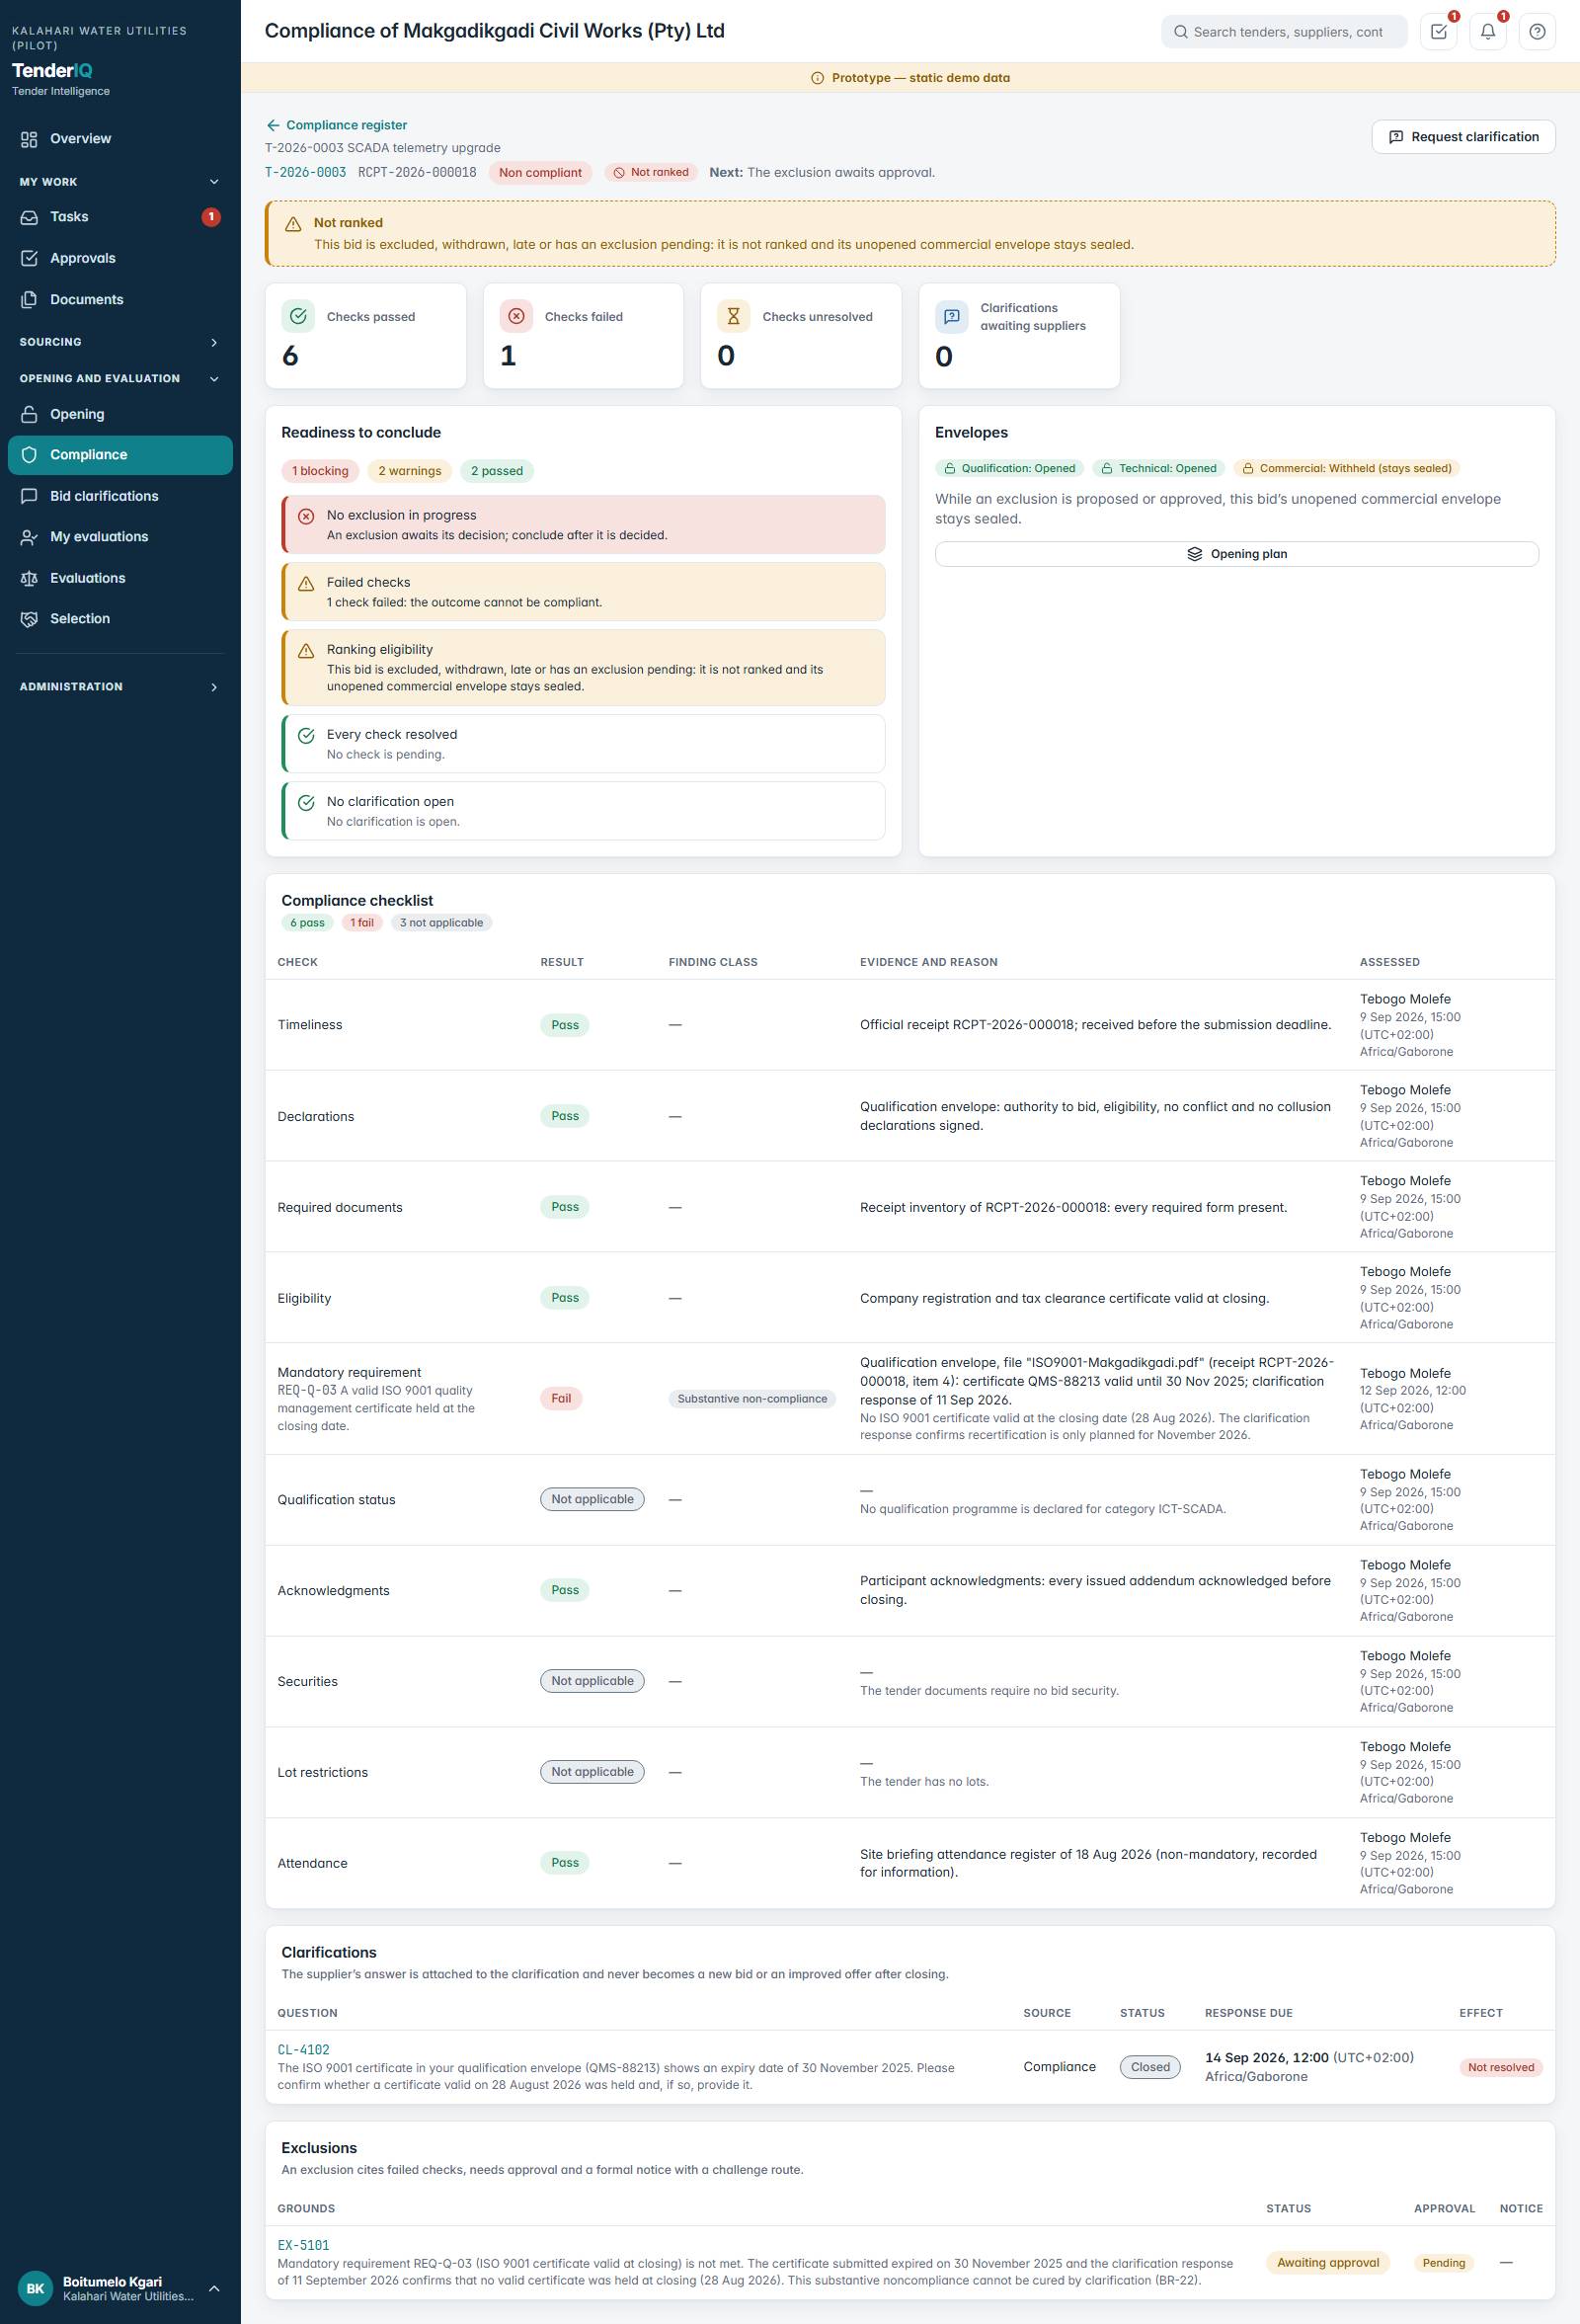 KALAHARI WATER UTILITIES
(PILOT)
TenderIQ
Tender Intelligence
Overview
MY WORK
Tasks
1
Approvals
Documents
SOURCING
OPENING AND EVALUATION
Opening
Compliance
Bid clarifications
My evaluations
Evaluations
Selection
ADMINISTRATION
BK
Boitumelo Kgari
Kalahari Water Utilities...
Compliance of Makgadikgadi Civil Works (Pty) Ltd
Search tenders, suppliers, cont
1
1
Prototype — static demo data
Compliance register
T-2026-0003 SCADA telemetry upgrade
T-2026-0003 RCPT-2026-000018 Non compliant Not ranked Next: The exclusion awaits approval.
Request clarification
Not ranked
This bid is excluded, withdrawn, late or has an exclusion pending: it is not ranked and its unopened commercial envelope stays sealed.
Checks passed
6
Checks failed
1
Checks unresolved
0
Clarifications
awaiting suppliers
0
Readiness to conclude
1 blocking 2 warnings 2 passed
No exclusion in progress
An exclusion awaits its decision; conclude after it is decided.
Failed checks
1 check failed: the outcome cannot be compliant.
Ranking eligibility
This bid is excluded, withdrawn, late or has an exclusion pending: it is not ranked and its
unopened commercial envelope stays sealed.
Every check resolved
No check is pending.
No clarification open
No clarification is open.
Envelopes
Qualification: Opened Technical: Opened Commercial: Withheld (stays sealed)
While an exclusion is proposed or approved, this bid's unopened commercial envelope
stays sealed.
Opening plan
Compliance checklist
6 pass 1 fail 3 not applicable
CHECK RESULT FINDING CLASS EVIDENCE AND REASON ASSESSED
Timeliness
Pass
—
Official receipt RCPT-2026-000018; received before the submission deadline.
Tebogo Molefe
9 Sep 2026, 15:00
(UTC+02:00)
Africa/Gaborone
Declarations
Pass
—
Qualification envelope: authority to bid, eligibility, no conflict and no collusion
declarations signed.
Tebogo Molefe
9 Sep 2026, 15:00
(UTC+02:00)
Africa/Gaborone
Required documents
Pass
—
Receipt inventory of RCPT-2026-000018: every required form present.
Tebogo Molefe
9 Sep 2026, 15:00
(UTC+02:00)
Africa/Gaborone
Eligibility
Pass
—
Company registration and tax clearance certificate valid at closing.
Tebogo Molefe
9 Sep 2026, 15:00
(UTC+02:00)
Africa/Gaborone
Mandatory requirement
REQ-Q-03 A valid ISO 9001 quality
management certificate held at the
closing date.
Fail
Substantive non-compliance
Qualification envelope, file "ISO9001-Makgadikgadi.pdf" (receipt RCPT-2026-
000018, item 4): certificate QMS-88213 valid until 30 Nov 2025; clarification
response of 11 Sep 2026.
No ISO 9001 certificate valid at the closing date (28 Aug 2026). The clarification
response confirms recertification is only planned for November 2026.
Tebogo Molefe
12 Sep 2026, 12:00
(UTC+02:00)
Africa/Gaborone
Qualification status
Not applicable
—
—
No qualification programme is declared for category ICT-SCADA.
Tebogo Molefe
9 Sep 2026, 15:00
(UTC+02:00)
Africa/Gaborone
Acknowledgments
Pass
—
Participant acknowledgments: every issued addendum acknowledged before
closing.
Tebogo Molefe
9 Sep 2026, 15:00
(UTC+02:00)
Africa/Gaborone
Securities
Not applicable
—
—
The tender documents require no bid security.
Tebogo Molefe
9 Sep 2026, 15:00
(UTC+02:00)
Africa/Gaborone
Lot restrictions
Not applicable
—
—
The tender has no lots.
Tebogo Molefe
9 Sep 2026, 15:00
(UTC+02:00)
Africa/Gaborone
Attendance
Pass
—
Site briefing attendance register of 18 Aug 2026 (non-mandatory, recorded
for information).
Tebogo Molefe
9 Sep 2026, 15:00
(UTC+02:00)
Africa/Gaborone
Clarifications
The supplier's answer is attached to the clarification and never becomes a new bid or an improved offer after closing.
QUESTION SOURCE STATUS RESPONSE DUE EFFECT
CL-4102
The ISO 9001 certificate in your qualification envelope (QMS-88213) shows an expiry date of 30 November 2025. Please
confirm whether a certificate valid on 28 August 2026 was held and, if so, provide it.
Compliance
Closed
14 Sep 2026, 12:00 (UTC+02:00)
Africa/Gaborone
Not resolved
Exclusions
An exclusion cites failed checks, needs approval and a formal notice with a challenge route.
GROUNDS STATUS APPROVAL NOTICE
EX-5101
Mandatory requirement REQ-Q-03 (ISO 9001 certificate valid at closing) is not met. The certificate submitted expired on 30 November 2025 and the clarification response
of 11 September 2026 confirms that no valid certificate was held at closing (28 Aug 2026). This substantive noncompliance cannot be cured by clarification (BR-22).
Awaiting approval
Pending
—